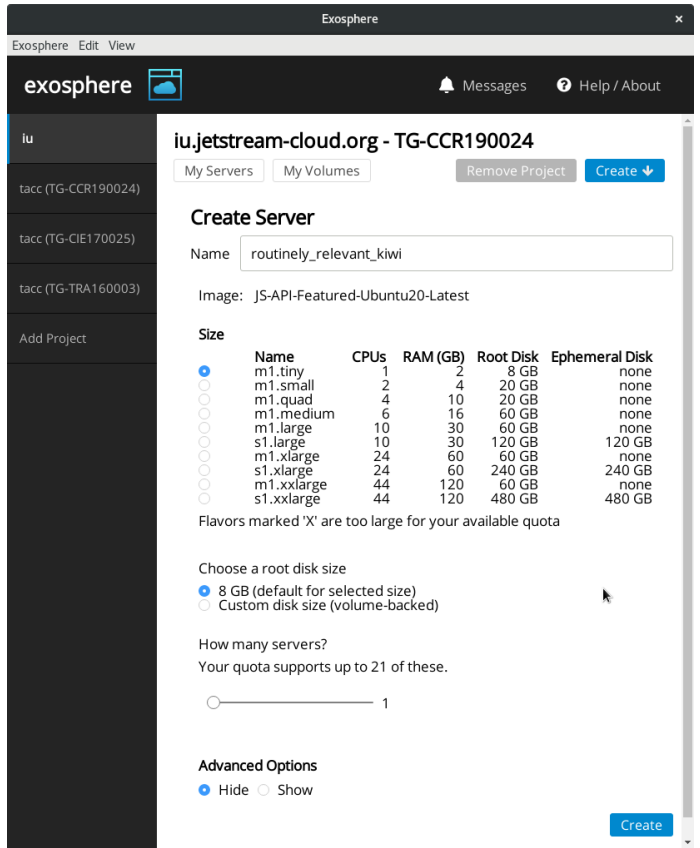 Exosphere ×
Exosphere Edit View
exosphere Messages Help / About
iu
tacc (TG-CCR190024)
tacc (TG-CIE170025)
tacc (TG-TRA160003)
Add Project
iu.jetstream-cloud.org - TG-CCR190024
My Servers My Volumes Remove Project Create
Create Server
Name routinely_relevant_kiwi
Image: JS-API-Featured-Ubuntu20-Latest
Size
Name CPUs RAM (GB) Root Disk Ephemeral Disk
m1.tiny 1 2 8 GB none
m1.small 2 4 20 GB none
m1.quad 4 10 20 GB none
m1.medium 6 16 60 GB none
m1.large 10 30 60 GB none
s1.large 10 30 120 GB 120 GB
m1.xlarge 24 60 60 GB none
s1.xlarge 24 60 240 GB 240 GB
m1.xxlarge 44 120 60 GB none
s1.xxlarge 44 120 480 GB 480 GB
Flavors marked 'X' are too large for your available quota
Choose a root disk size
8 GB (default for selected size)
Custom disk size (volume-backed)
How many servers?
Your quota supports up to 21 of these.
1
Advanced Options
Hide Show
Create